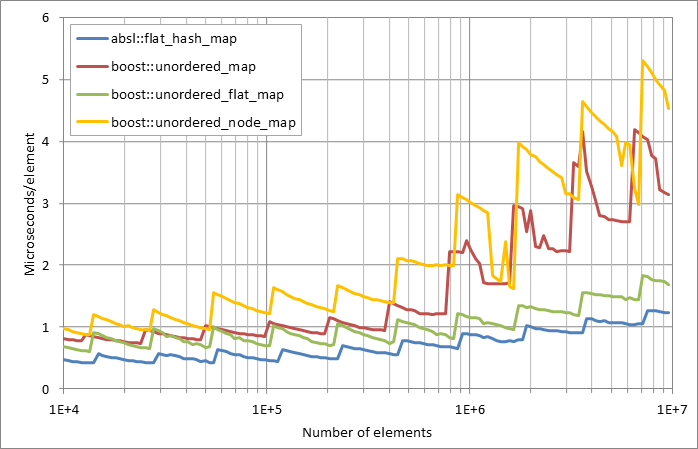 6
5
4
3
2
1
0
Microseconds/element
absl::flat_hash_map
boost::unordered_map
boost::unordered_flat_map
boost::unordered_node_map
1E+4 1E+5 1E+6 1E+7
Number of elements